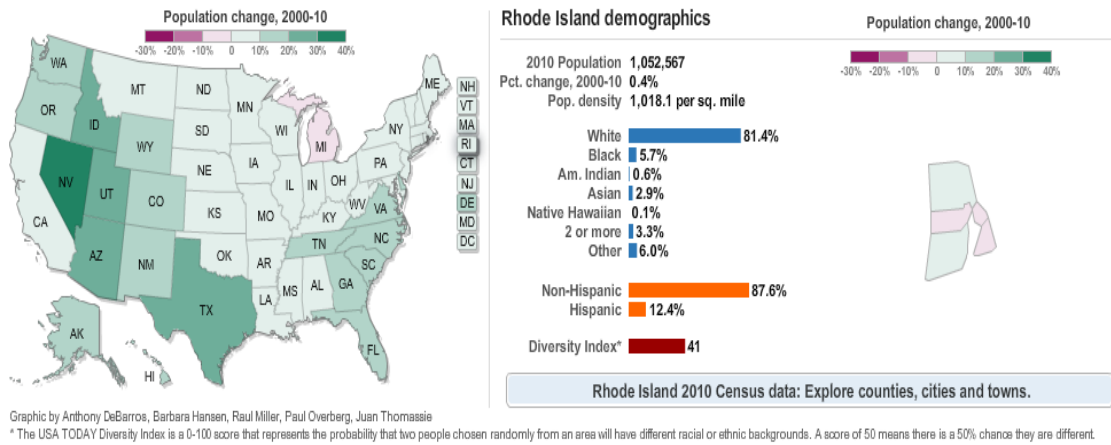 Population change, 2000-10
-30% -20% -10% 0 10% 20% 30% 40%
WA
OR
CA
ID
NV
MT
WY
UT
AZ
CO
NM
ND
SD
NE
KS
OK
TX
MN
IA
MO
AR
LA
WI
IL
MI
IN
OH
KY
TN
MS
AL
GA
FL
SC
NC
VA
WV
PA
NY
ME
AK
HI
NH
VT
MA
RI
CT
NJ
DE
MD
DC
Rhode Island demographics
2010 Population 1,052,567
Pct. change, 2000-10 0.4%
Pop. density 1,018.1 per sq. mile
White 81.4%
Black 5.7%
Am. Indian 0.6%
Asian 2.9%
Native Hawaiian 0.1%
2 or more 3.3%
Other 6.0%
Non-Hispanic 87.6%
Hispanic 12.4%
Diversity Index* 41
Population change, 2000-10
-30% -20% -10% 0 10% 20% 30% 40%
Rhode Island 2010 Census data: Explore counties, cities and towns.
Graphic by Anthony DeBarros, Barbara Hansen, Raul Miller, Paul Overberg, Juan Thomassie
* The USA TODAY Diversity Index is a 0-100 score that represents the probability that two people chosen randomly from an area will have different racial or ethnic backgrounds. A score of 50 means there is a 50% chance they are different.